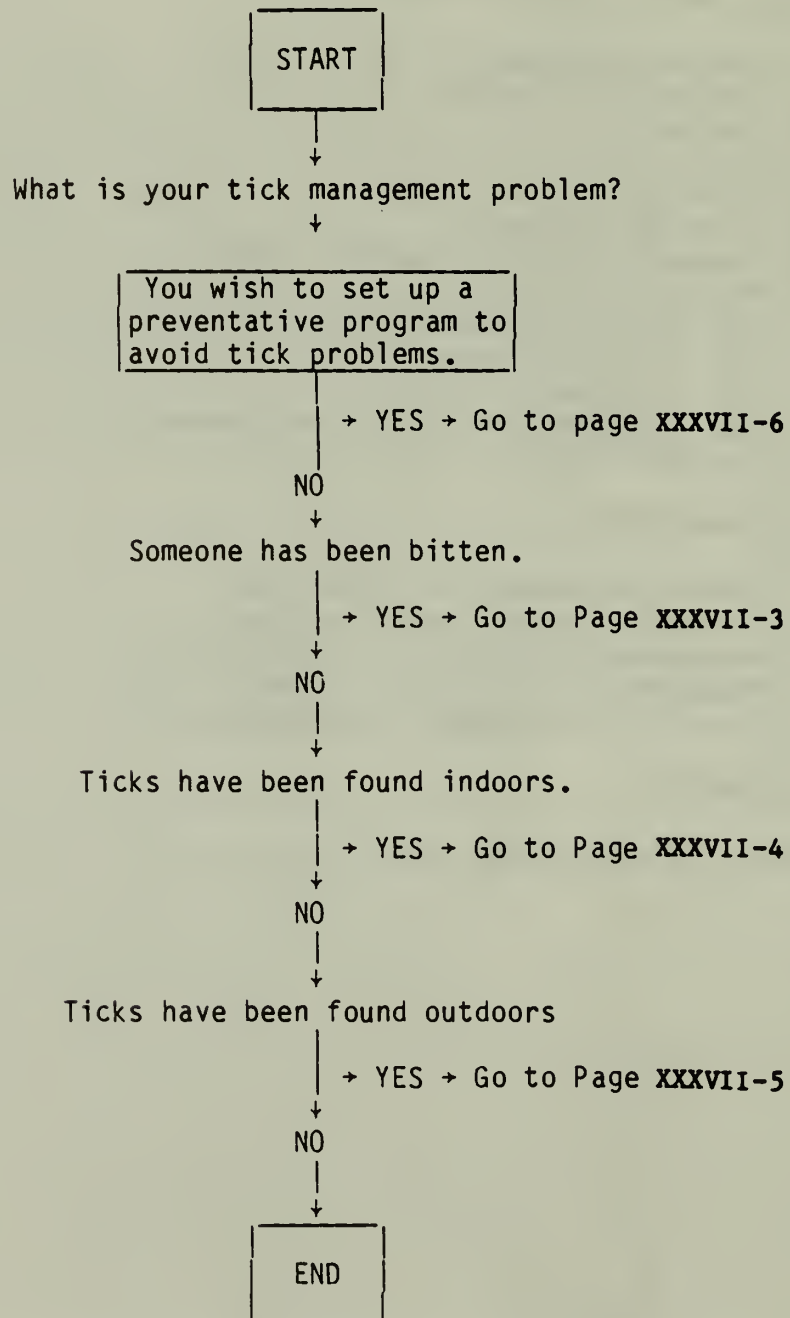 START
What is your tick management problem?
You wish to set up a
preventative program to
avoid tick problems.
→ YES → Go to page XXXVII-6
NO
Someone has been bitten.
→ YES → Go to Page XXXVII-3
NO
Ticks have been found indoors.
→ YES → Go to Page XXXVII-4
NO
Ticks have been found outdoors
→ YES → Go to Page XXXVII-5
NO
END